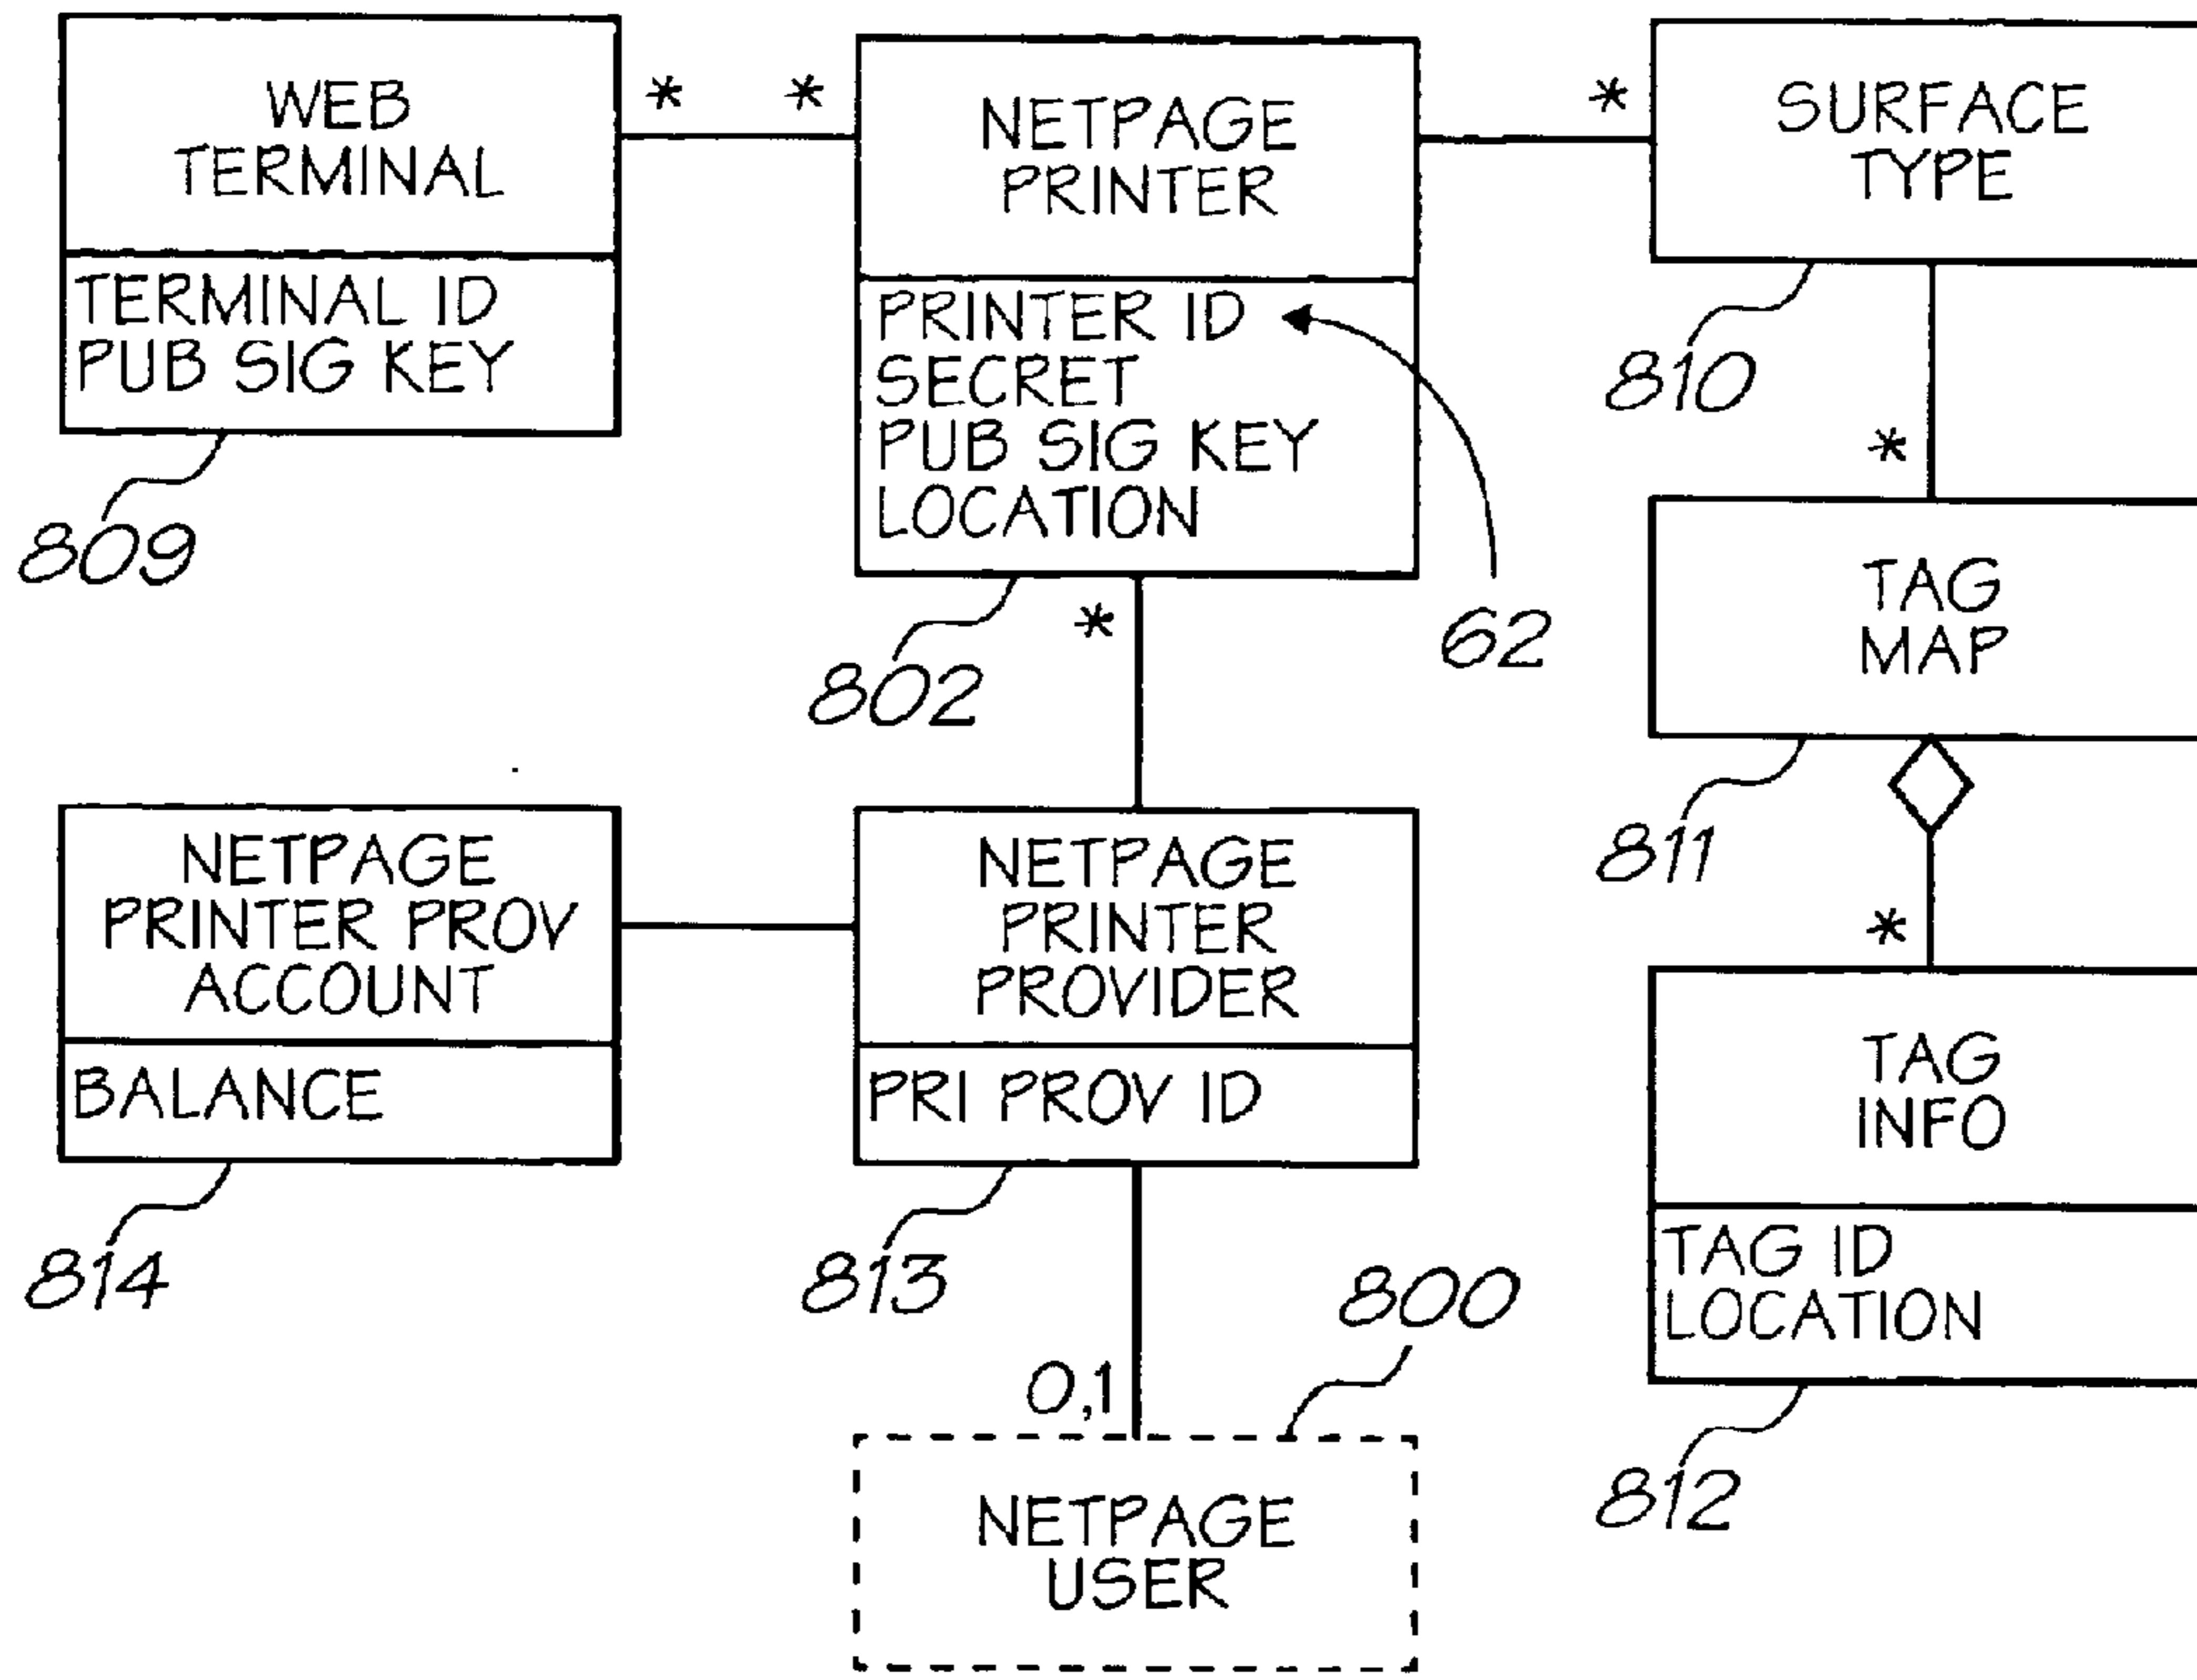 WEB
TERMINAL
TERMINAL ID
PUB SIG KEY
809
* *
NETPAGE
PRINTER
PRINTER ID
SECRET
PUB SIG KEY
LOCATION
802
62
*
*
SURFACE
TYPE
810
*
TAG
MAP
811
*
TAG
INFO
TAG ID
LOCATION
812
NETPAGE
PRINTER PROV
ACCOUNT
BALANCE
814
NETPAGE
PRINTER
PROVIDER
PRI PROV ID
813
0,1
800
NETPAGE
USER